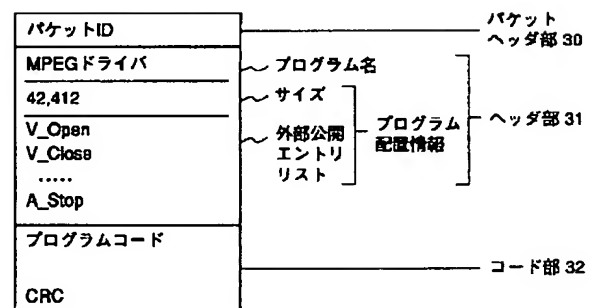 パケットID
MPEGドライバ
42,412
V_Open
V_Close
.....
A_Stop
プログラムコード
CRC
パケット
ヘッダ部 30
プログラム名
サイズ
外部公開
エントリ
リスト
プログラム
配置情報
ヘッダ部 31
コード部 32